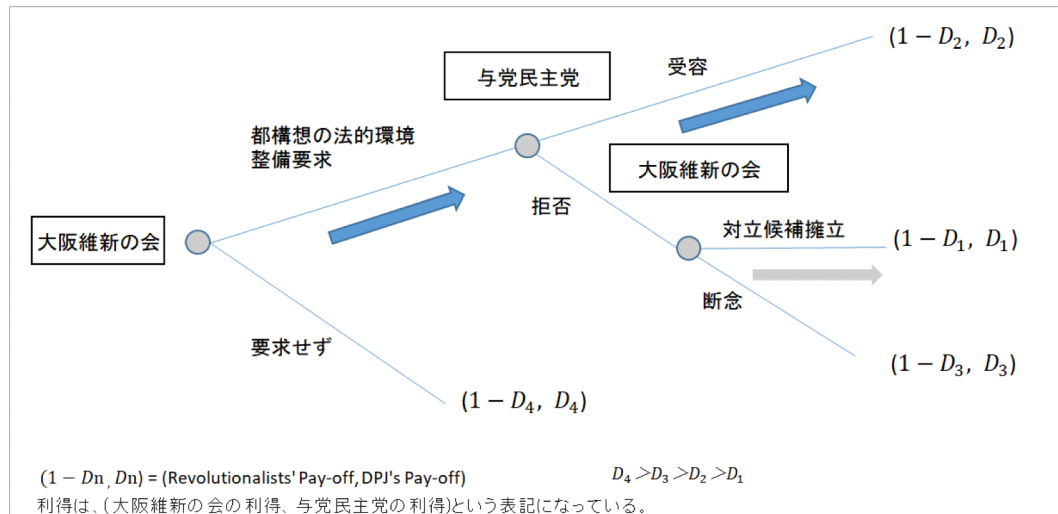 (1 − D₂, D₂)
与党民主党
受容
都構想の法的環境
整備要求
大阪維新の会
拒否
大阪維新の会
対立候補擁立
(1 − D₁, D₁)
断念
要求せず
(1 − D₃, D₃)
(1 − D₄, D₄)
(1 − Dn, Dn) = (Revolutionalists' Pay-off, DPJ's Pay-off)
D₄ ＞D₃ ＞D₂ ＞D₁
利得は、(大阪維新の会の利得、与党民主党の利得)という表記になっている。